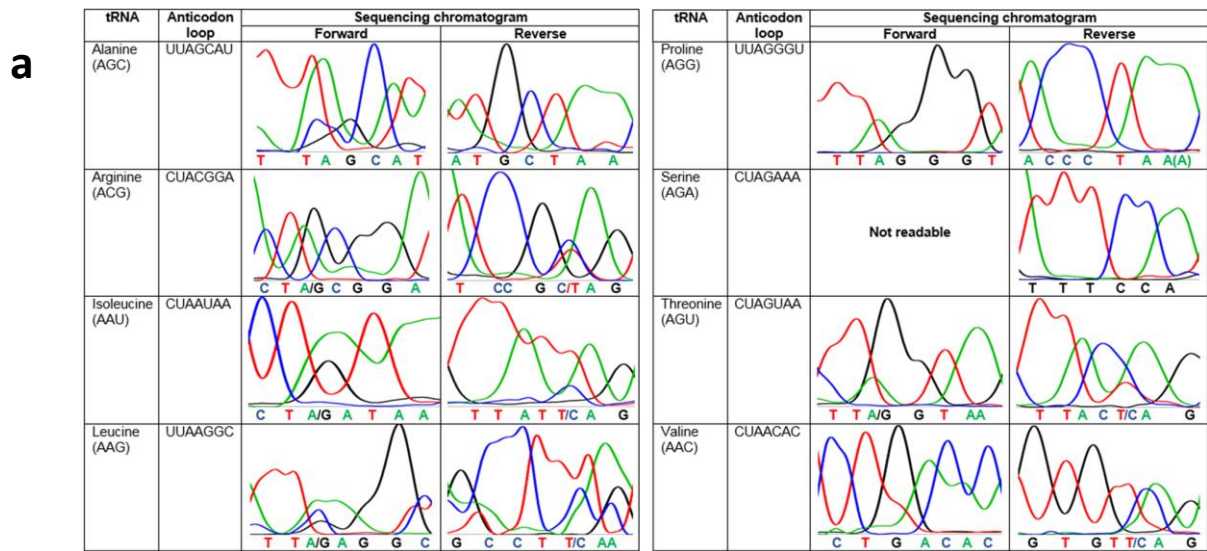 a
tRNA Anticodon loop Sequencing chromatogram
Forward Reverse
Alanine (AGC) UUAGCAU
T T A G C A T A T G C T A A
Arginine (ACG) CUACGGA
C T A/G C G G A T CC G C/T A G
Isoleucine (AAU) CUAAUAA
C T A/G A T A A T T A T T/C A G
Leucine (AAG) UUAAGGC
T T A/G A G G C G C C T T/C AA
tRNA Anticodon loop Sequencing chromatogram
Forward Reverse
Proline (AGG) UUAGGGU
T T A G G G T A C C C T A A(A)
Serine (AGA) CUAGAAA
Not readable
T T T C C A
Threonine (AGU) CUAGUAA
T T A/G G T AA T T A C T/C A G
Valine (AAC) CUAACAC
C T G A C A C G T G T T/C A G